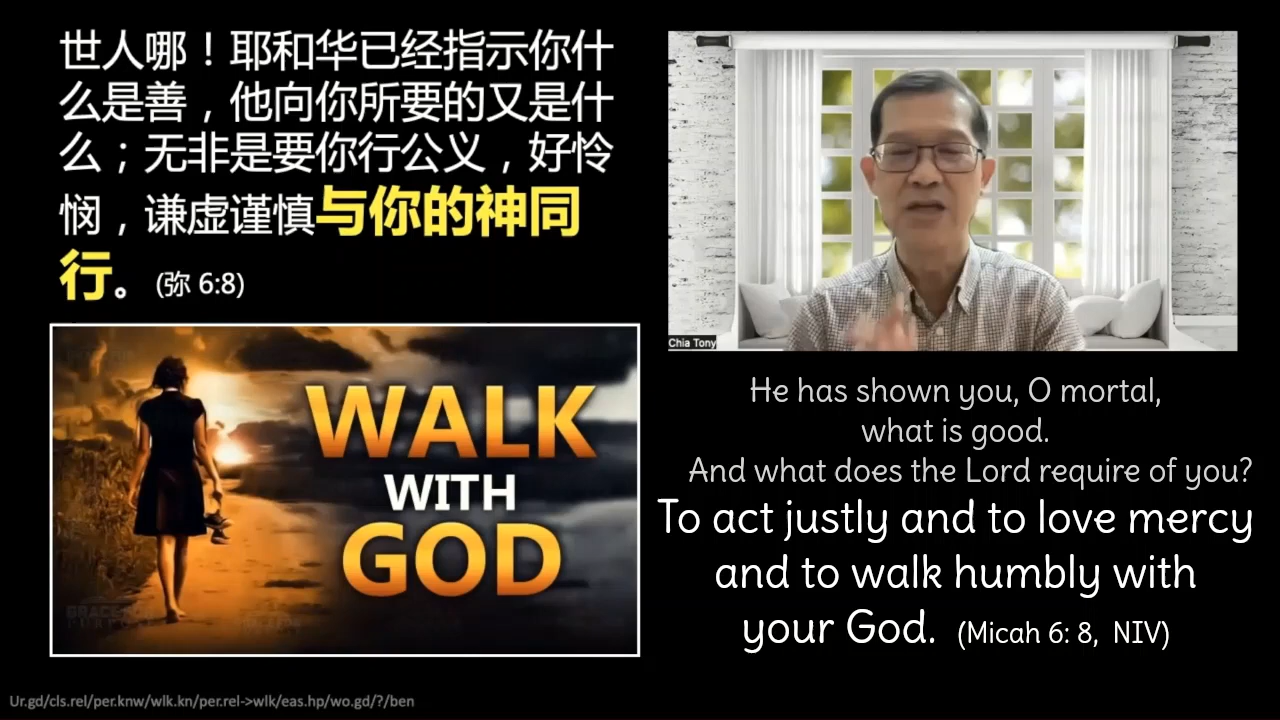 世人哪！耶和华已经指示你什
么是善，他向你所要的又是什
么；无非是要你行公义，好怜
悯，谦虚谨慎与你的神同
行。(弥 6:8)
WALK
WITH
GOD
Chia Tony
He has shown you, O mortal,
what is good.
And what does the Lord require of you?
To act justly and to love mercy
and to walk humbly with
your God. (Micah 6: 8, NIV)
Ur.gd/cls.rel/per.knw/wlk.kn/per.rel->wlk/eas.hp/wo.gd/?/ben